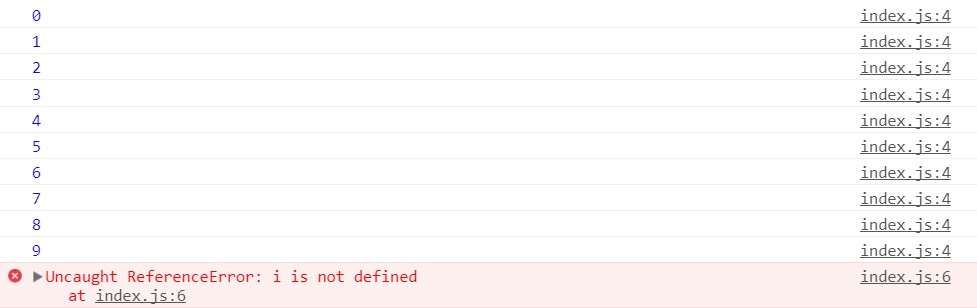 0 index.js:4
1 index.js:4
2 index.js:4
3 index.js:4
4 index.js:4
5 index.js:4
6 index.js:4
7 index.js:4
8 index.js:4
9 index.js:4
Uncaught ReferenceError: i is not defined index.js:6
at index.js:6